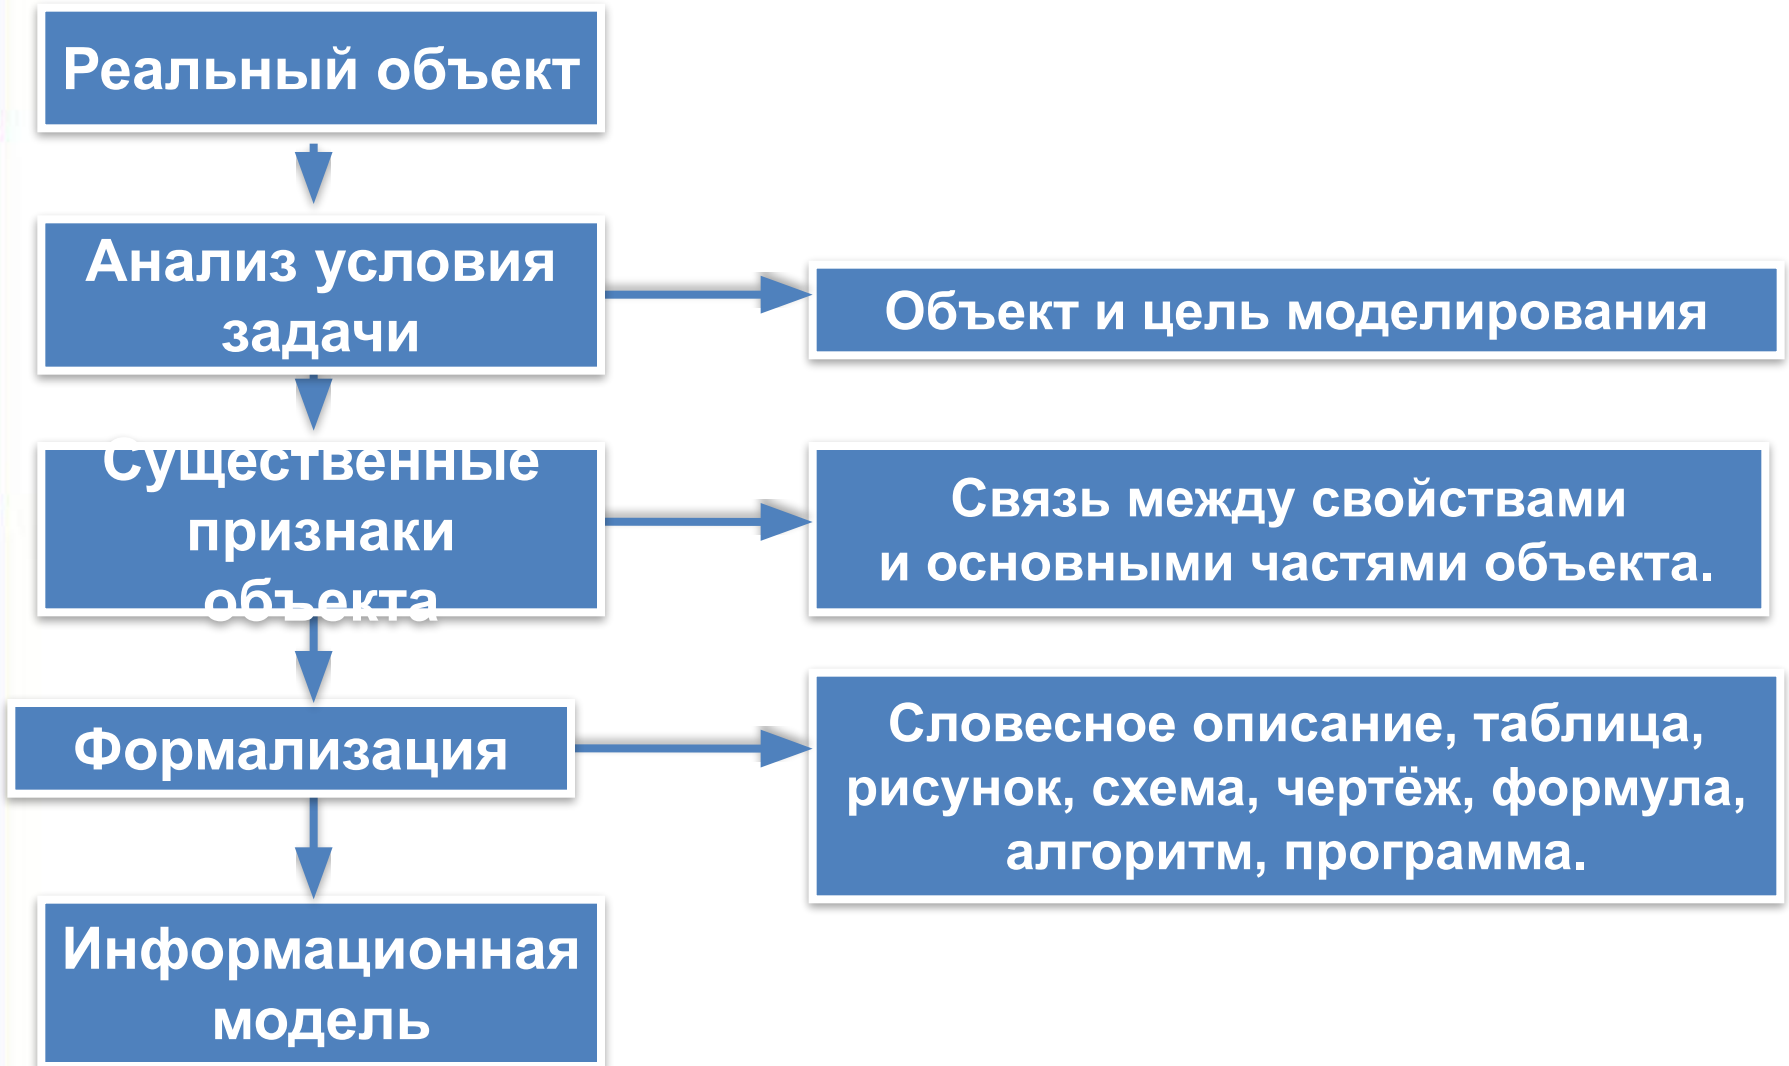 Реальный объект
Анализ условия
задачи
Объект и цель моделирования
Существенные
признаки
объекта
Связь между свойствами
и основными частями объекта.
Формализация
Словесное описание, таблица,
рисунок, схема, чертёж, формула,
алгоритм, программа.
Информационная
модель